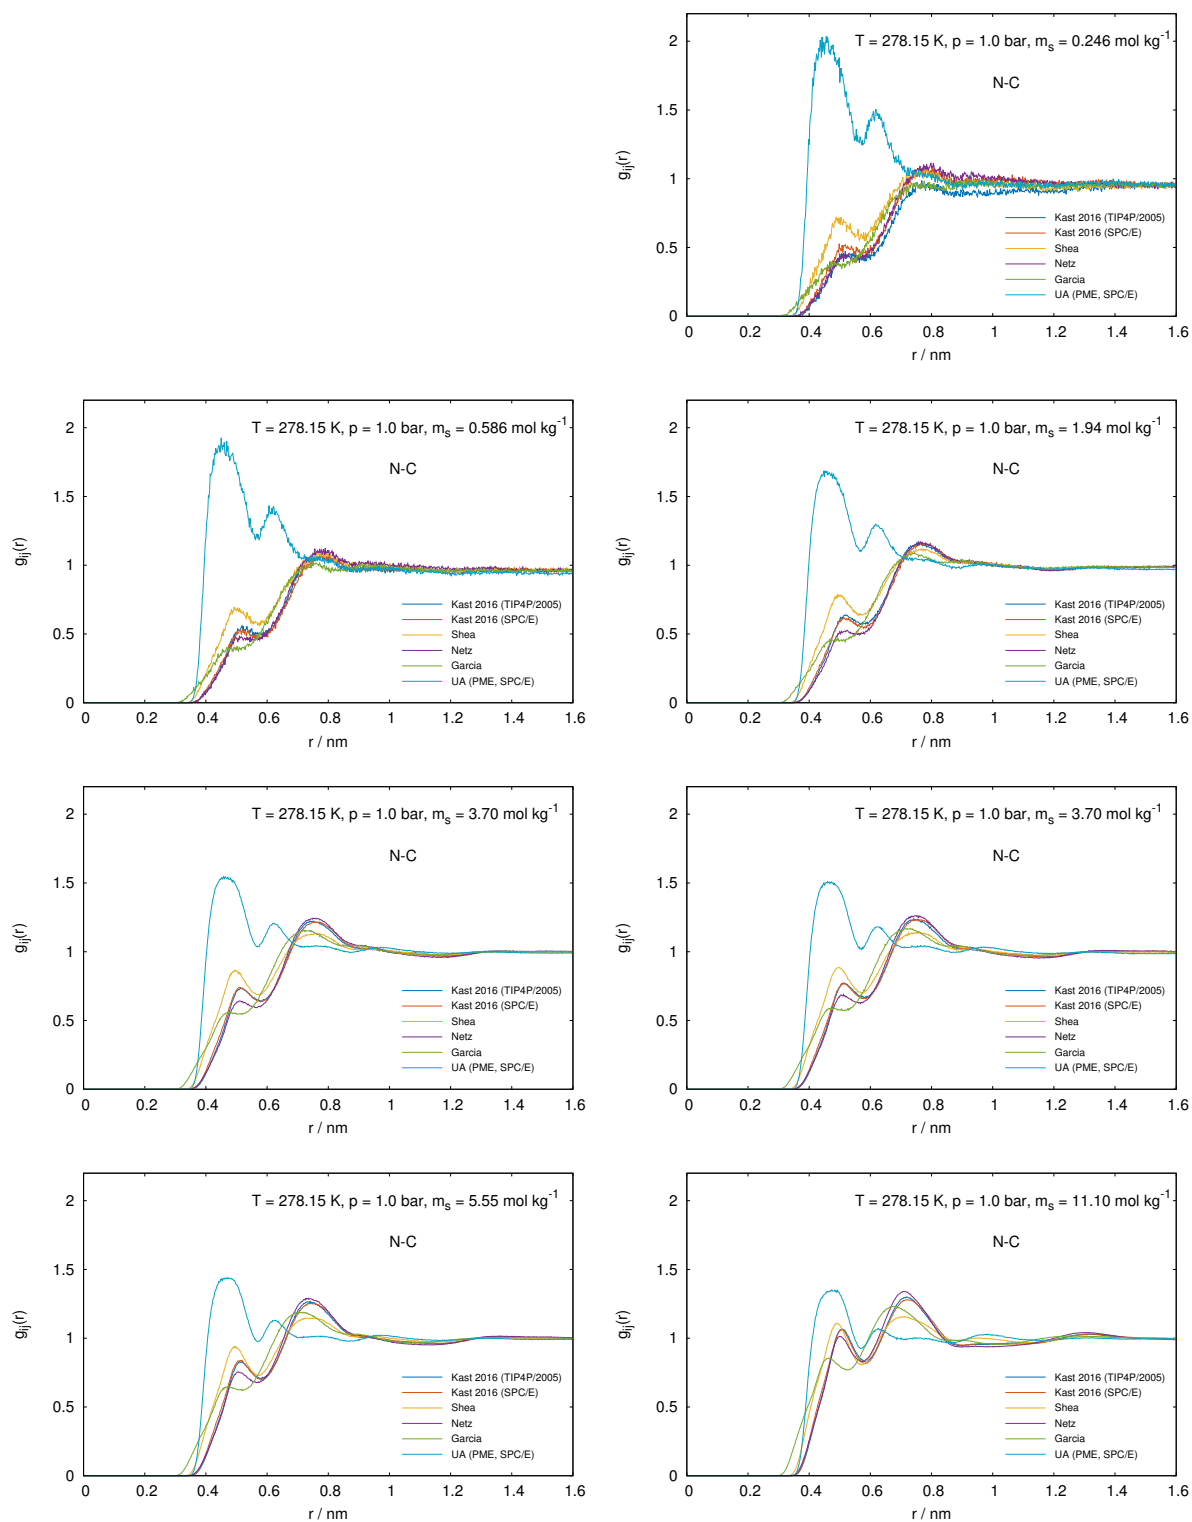 T = 278.15 K, p = 1.0 bar, mₛ = 0.246 mol kg⁻¹
N-C
gᵢⱼ(r)
2
1.5
1
0.5
0
Kast 2016 (TIP4P/2005)
Kast 2016 (SPC/E)
Shea
Netz
Garcia
UA (PME, SPC/E)
0 0.2 0.4 0.6 0.8 1 1.2 1.4 1.6
r / nm
T = 278.15 K, p = 1.0 bar, mₛ = 0.586 mol kg⁻¹
N-C
gᵢⱼ(r)
2
1.5
1
0.5
0
Kast 2016 (TIP4P/2005)
Kast 2016 (SPC/E)
Shea
Netz
Garcia
UA (PME, SPC/E)
0 0.2 0.4 0.6 0.8 1 1.2 1.4 1.6
r / nm
T = 278.15 K, p = 1.0 bar, mₛ = 1.94 mol kg⁻¹
N-C
gᵢⱼ(r)
2
1.5
1
0.5
0
Kast 2016 (TIP4P/2005)
Kast 2016 (SPC/E)
Shea
Netz
Garcia
UA (PME, SPC/E)
0 0.2 0.4 0.6 0.8 1 1.2 1.4 1.6
r / nm
T = 278.15 K, p = 1.0 bar, mₛ = 3.70 mol kg⁻¹
N-C
gᵢⱼ(r)
2
1.5
1
0.5
0
Kast 2016 (TIP4P/2005)
Kast 2016 (SPC/E)
Shea
Netz
Garcia
UA (PME, SPC/E)
0 0.2 0.4 0.6 0.8 1 1.2 1.4 1.6
r / nm
T = 278.15 K, p = 1.0 bar, mₛ = 3.70 mol kg⁻¹
N-C
gᵢⱼ(r)
2
1.5
1
0.5
0
Kast 2016 (TIP4P/2005)
Kast 2016 (SPC/E)
Shea
Netz
Garcia
UA (PME, SPC/E)
0 0.2 0.4 0.6 0.8 1 1.2 1.4 1.6
r / nm
T = 278.15 K, p = 1.0 bar, mₛ = 5.55 mol kg⁻¹
N-C
gᵢⱼ(r)
2
1.5
1
0.5
0
Kast 2016 (TIP4P/2005)
Kast 2016 (SPC/E)
Shea
Netz
Garcia
UA (PME, SPC/E)
0 0.2 0.4 0.6 0.8 1 1.2 1.4 1.6
r / nm
T = 278.15 K, p = 1.0 bar, mₛ = 11.10 mol kg⁻¹
N-C
gᵢⱼ(r)
2
1.5
1
0.5
0
Kast 2016 (TIP4P/2005)
Kast 2016 (SPC/E)
Shea
Netz
Garcia
UA (PME, SPC/E)
0 0.2 0.4 0.6 0.8 1 1.2 1.4 1.6
r / nm